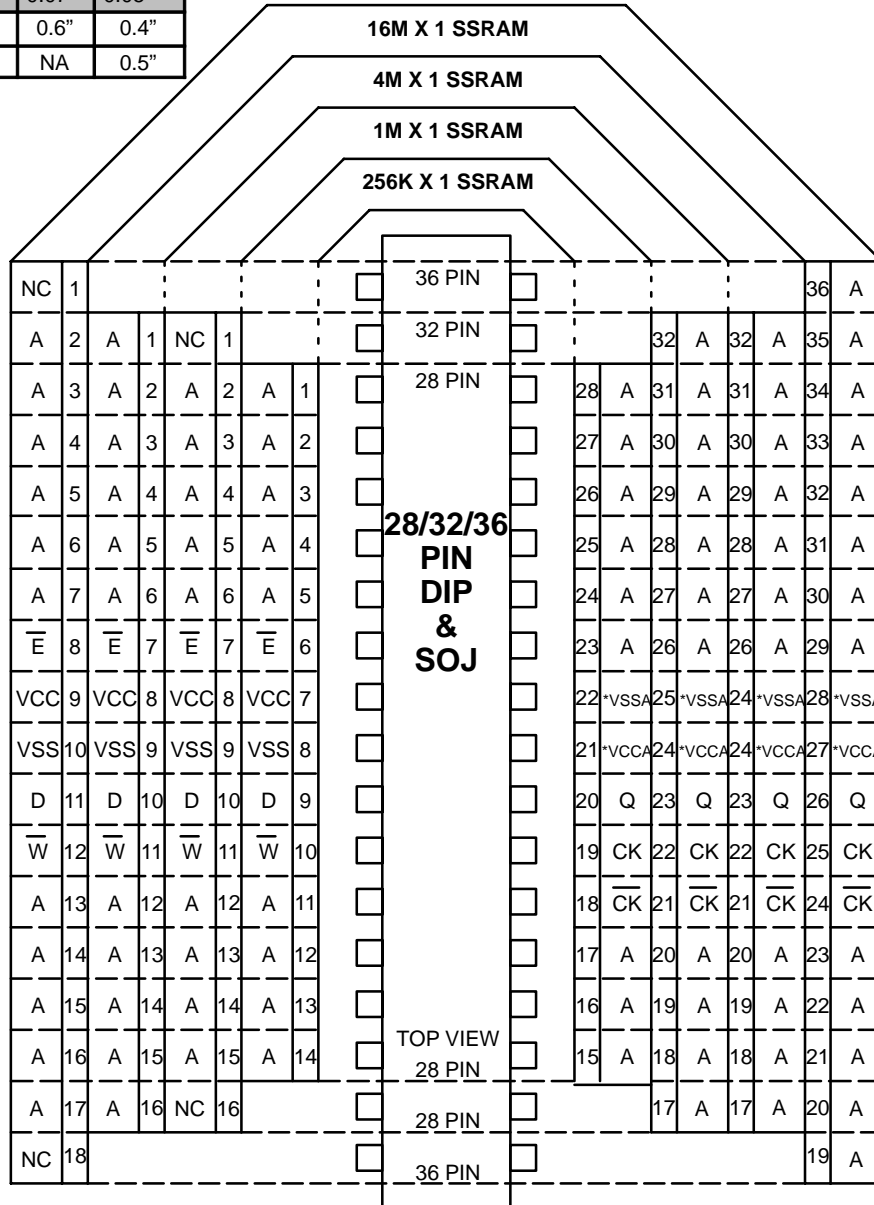 0.6” 0.4”
NA 0.5”
16M X 1 SSRAM
4M X 1 SSRAM
1M X 1 SSRAM
256K X 1 SSRAM
NC 1 36 PIN 36 A
A 2 A 1 NC 1 32 PIN 32 A 32 A 35 A
A 3 A 2 A 2 A 1 28 PIN 28 A 31 A 31 A 34 A
A 4 A 3 A 3 A 2 27 A 30 A 30 A 33 A
A 5 A 4 A 4 A 3 26 A 29 A 29 A 32 A
28/32/36
A 6 A 5 A 5 A 4 PIN 25 A 28 A 28 A 31 A
A 7 A 6 A 6 A 5 DIP 24 A 27 A 27 A 30 A
&
E̅ 8 E̅ 7 E̅ 7 E̅ 6 SOJ 23 A 26 A 26 A 29 A
VCC 9 VCC 8 VCC 8 VCC 7 22 *VSSA 25 *VSSA 24 *VSSA 28 *VSSA
VSS 10 VSS 9 VSS 9 VSS 8 21 *VCCA 24 *VCCA 24 *VCCA 27 *VCCA
D 11 D 10 D 10 D 9 20 Q 23 Q 23 Q 26 Q
W̅ 12 W̅ 11 W̅ 11 W̅ 10 19 CK 22 CK 22 CK 25 CK
A 13 A 12 A 12 A 11 18 C̅K̅ 21 C̅K̅ 21 C̅K̅ 24 C̅K̅
A 14 A 13 A 13 A 12 17 A 20 A 20 A 23 A
A 15 A 14 A 14 A 13 16 A 19 A 19 A 22 A
TOP VIEW
A 16 A 15 A 15 A 14 28 PIN 15 A 18 A 18 A 21 A
A 17 A 16 NC 16 28 PIN 17 A 17 A 20 A
NC 18 36 PIN 19 A